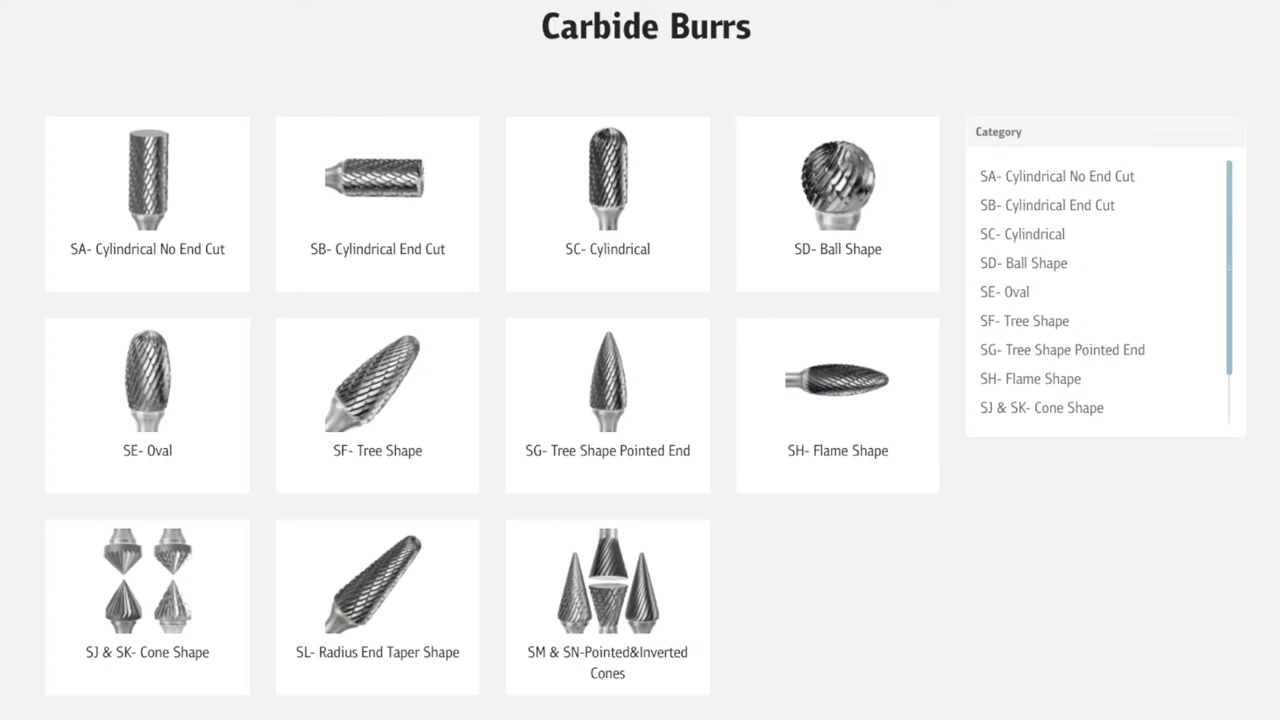 Carbide Burrs
SA- Cylindrical No End Cut
SB- Cylindrical End Cut
SC- Cylindrical
SD- Ball Shape
SE- Oval
SF- Tree Shape
SG- Tree Shape Pointed End
SH- Flame Shape
SJ & SK- Cone Shape
SL- Radius End Taper Shape
SM & SN-Pointed&Inverted
Cones
Category
SA- Cylindrical No End Cut
SB- Cylindrical End Cut
SC- Cylindrical
SD- Ball Shape
SE- Oval
SF- Tree Shape
SG- Tree Shape Pointed End
SH- Flame Shape
SJ & SK- Cone Shape